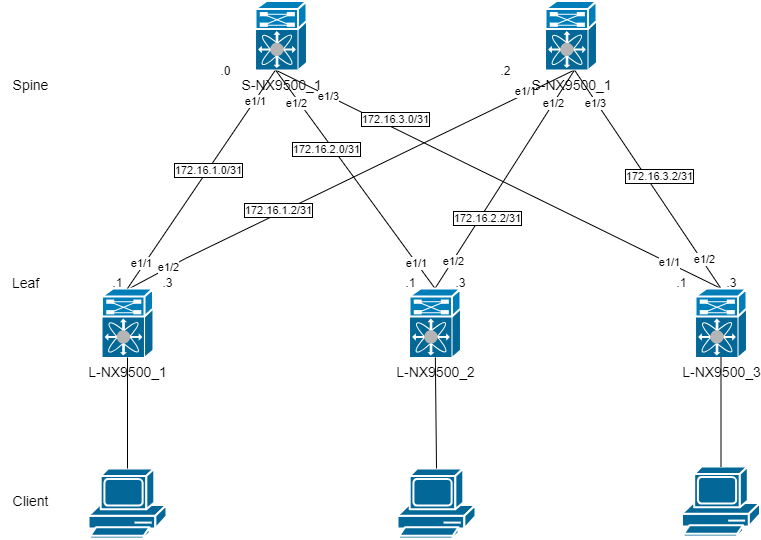 .0
.2
Spine
S-NX9500_1
S-NX9500_1
e1/1
e1/2
e1/3
e1/1
e1/2
e1/3
172.16.3.0/31
172.16.2.0/31
172.16.1.0/31
172.16.3.2/31
172.16.1.2/31
172.16.2.2/31
e1/1
e1/2
e1/1
e1/2
e1/1
e1/2
Leaf
.1
.3
.1
.3
.1
.3
L-NX9500_1
L-NX9500_2
L-NX9500_3
Client